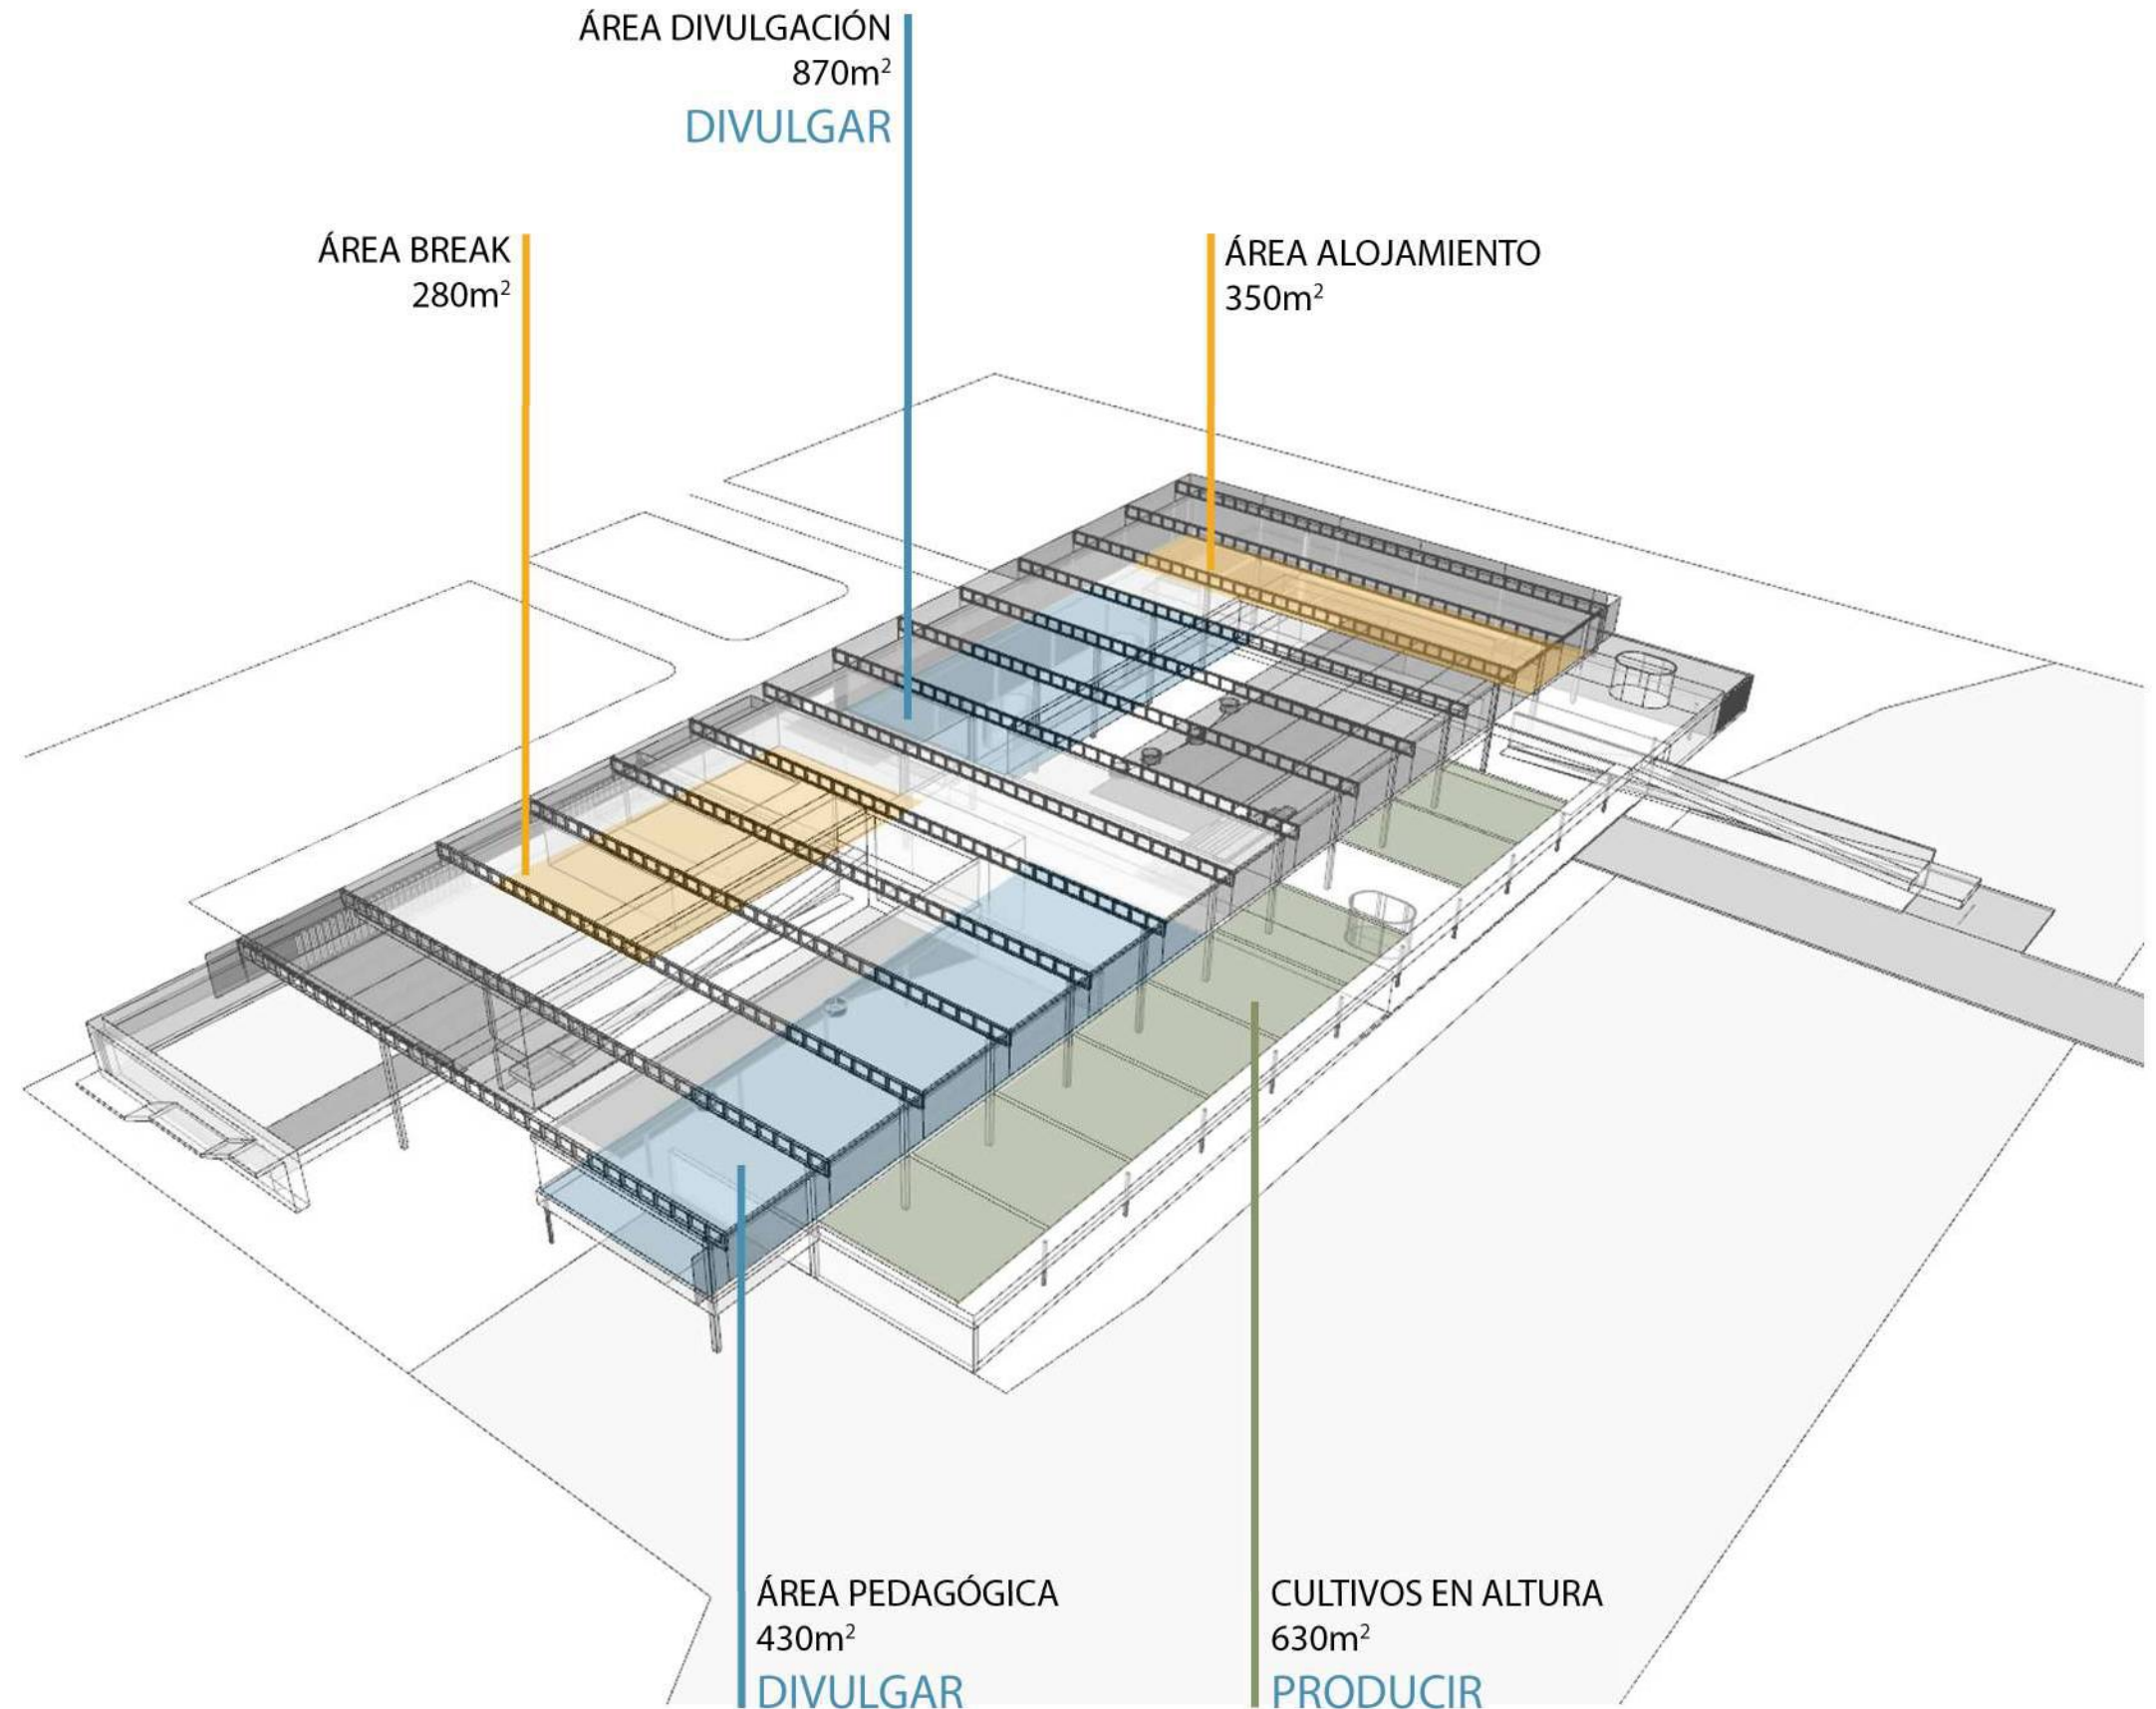 ÁREA DIVULGACIÓN
870m²
DIVULGAR
ÁREA BREAK
280m²
ÁREA ALOJAMIENTO
350m²
ÁREA PEDAGÓGICA
430m²
DIVULGAR
CULTIVOS EN ALTURA
630m²
PRODUCIR